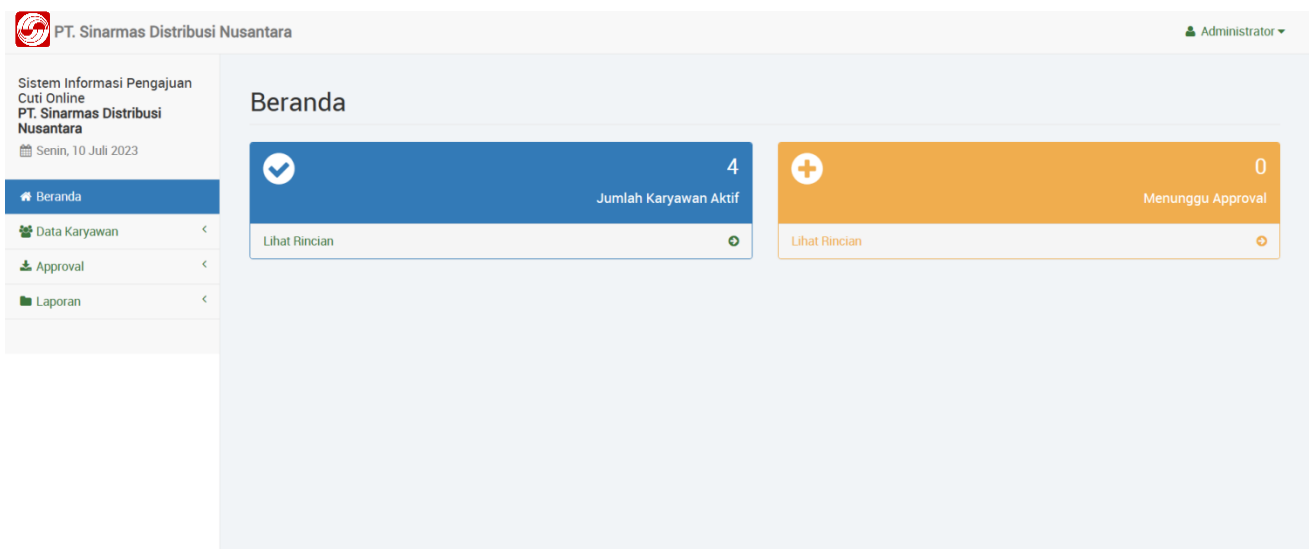 PT. Sinarmas Distribusi Nusantara
Administrator
Sistem Informasi Pengajuan
Cuti Online
PT. Sinarmas Distribusi
Nusantara
Senin, 10 Juli 2023
Beranda
Data Karyawan
Approval
Laporan
Beranda
4
Jumlah Karyawan Aktif
Lihat Rincian
0
Menunggu Approval
Lihat Rincian